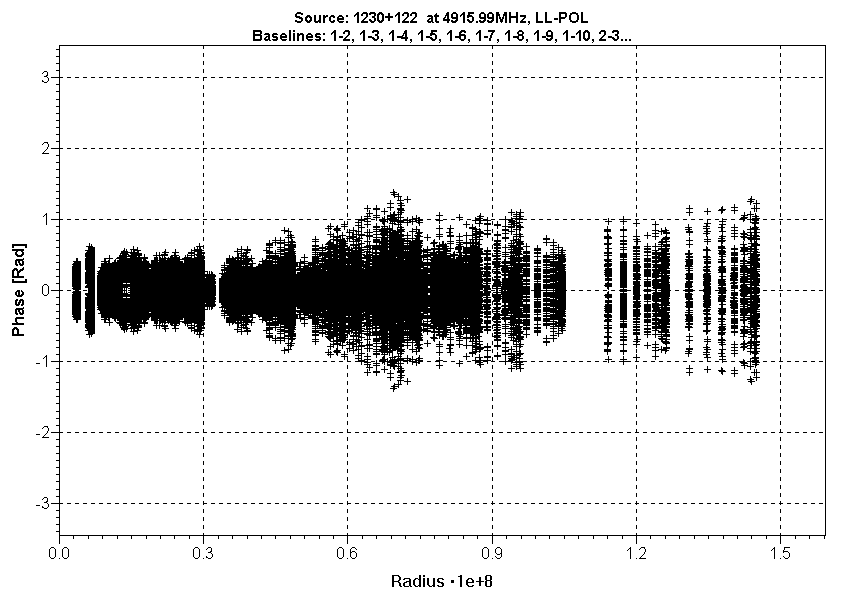 Source: 1230+122  at 4915.99MHz, LL-POL
Baselines: 1-2, 1-3, 1-4, 1-5, 1-6, 1-7, 1-8, 1-9, 1-10, 2-3...
3
2
1
0
-1
-2
-3
Phase [Rad]
0.0 0.3 0.6 0.9 1.2 1.5
Radius ·1e+8